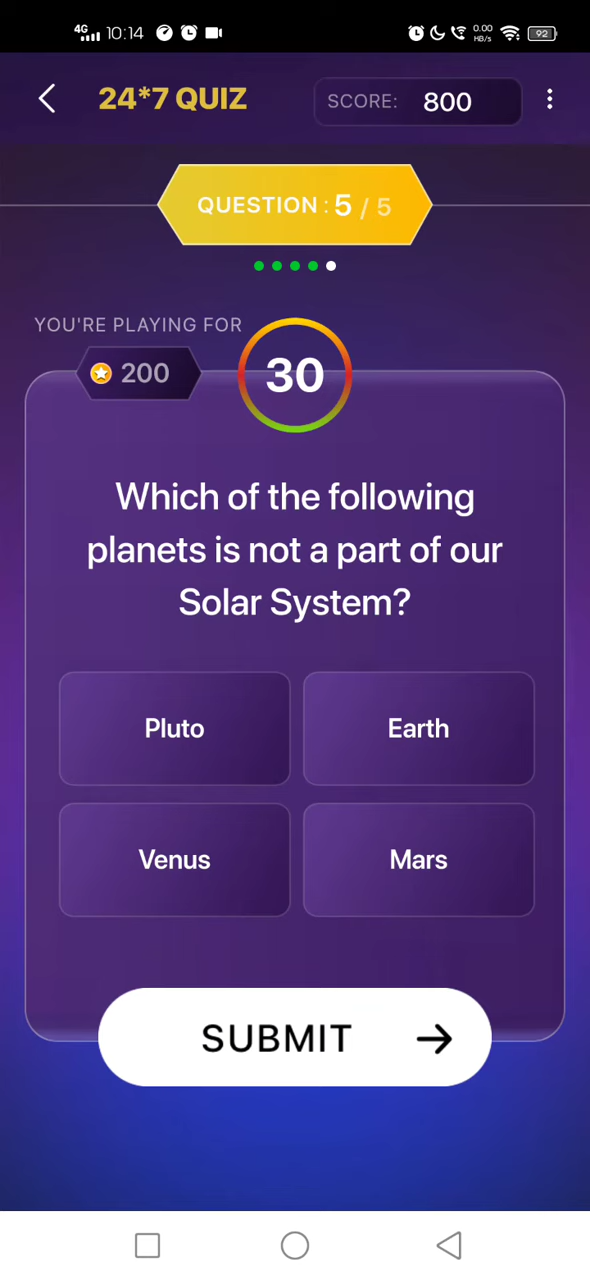 4G 10:14 0.00 KB/s 92
24*7 QUIZ SCORE: 800
QUESTION : 5 / 5
YOU'RE PLAYING FOR
200 30
Which of the following
planets is not a part of our
Solar System?
Pluto Earth
Venus Mars
SUBMIT